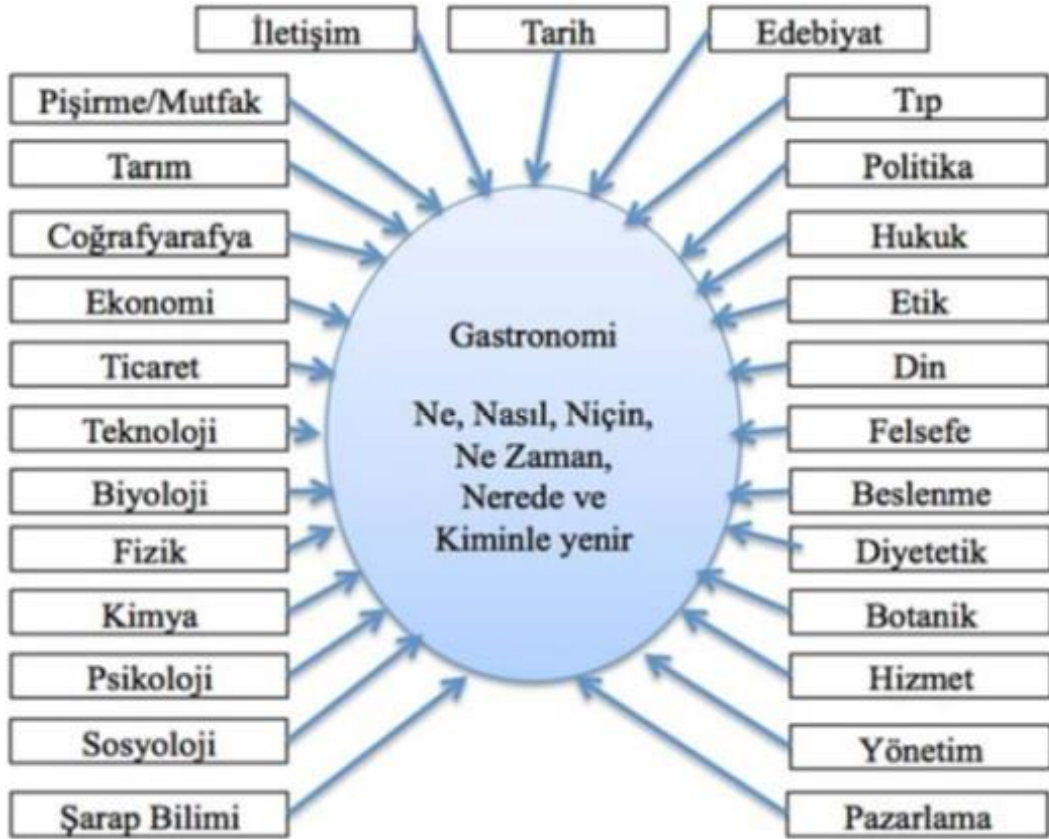 İletişim
Tarih
Edebiyat
Pişirme/Mutfak
Tarım
Coğrafyarafya
Ekonomi
Ticaret
Teknoloji
Biyoloji
Fizik
Kimya
Psikoloji
Sosyoloji
Şarap Bilimi
Gastronomi
Ne, Nasıl, Niçin,
Ne Zaman,
Nerede ve
Kiminle yenir
Tıp
Politika
Hukuk
Etik
Din
Felsefe
Beslenme
Diyetetik
Botanik
Hizmet
Yönetim
Pazarlama